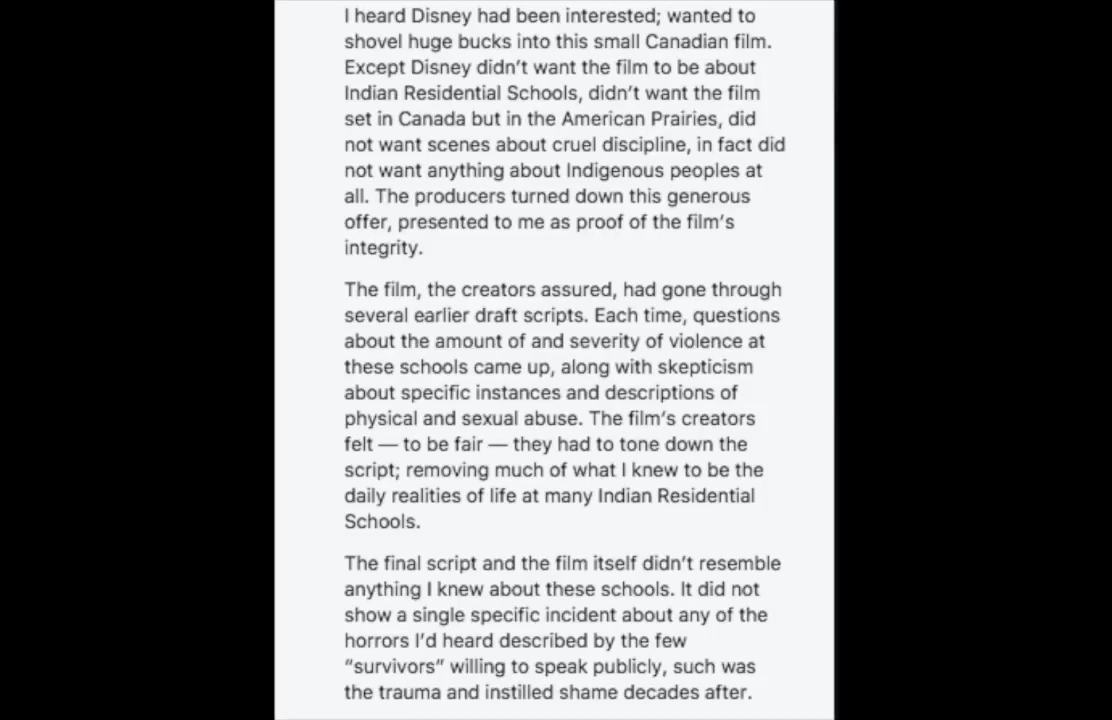 I heard Disney had been interested; wanted to
shovel huge bucks into this small Canadian film.
Except Disney didn’t want the film to be about
Indian Residential Schools, didn’t want the film
set in Canada but in the American Prairies, did
not want scenes about cruel discipline, in fact did
not want anything about Indigenous peoples at
all. The producers turned down this generous
offer, presented to me as proof of the film’s
integrity.
The film, the creators assured, had gone through
several earlier draft scripts. Each time, questions
about the amount of and severity of violence at
these schools came up, along with skepticism
about specific instances and descriptions of
physical and sexual abuse. The film’s creators
felt — to be fair — they had to tone down the
script; removing much of what I knew to be the
daily realities of life at many Indian Residential
Schools.
The final script and the film itself didn’t resemble
anything I knew about these schools. It did not
show a single specific incident about any of the
horrors I’d heard described by the few
“survivors” willing to speak publicly, such was
the trauma and instilled shame decades after.